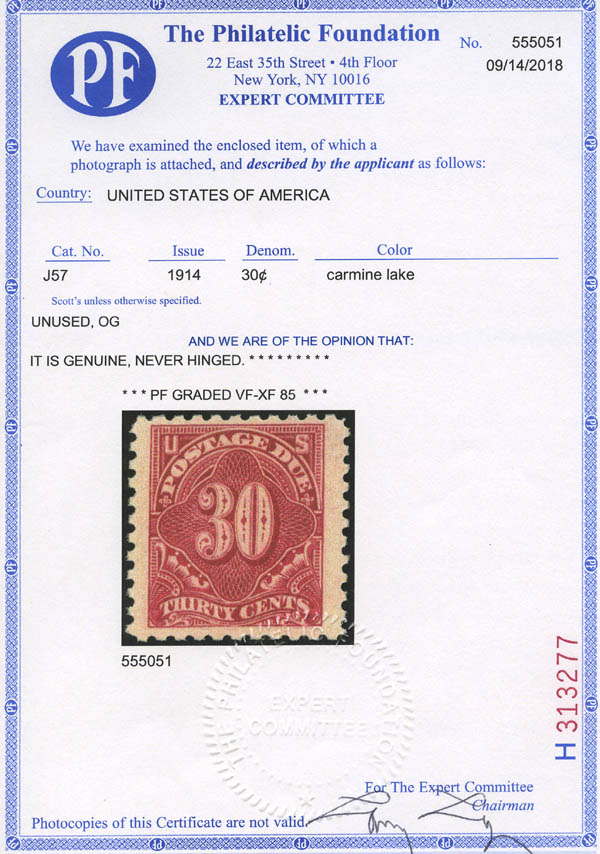 PF
The Philatelic Foundation
No. 555051
22 East 35th Street • 4th Floor
09/14/2018
New York, NY 10016
EXPERT COMMITTEE
We have examined the enclosed item, of which a
photograph is attached, and described by the applicant as follows:
Country: UNITED STATES OF AMERICA
Cat. No. Issue Denom. Color
J57 1914 30¢ carmine lake
Scott's unless otherwise specified.
UNUSED, OG
AND WE ARE OF THE OPINION THAT:
IT IS GENUINE, NEVER HINGED. * * * * * * * * *
* * * PF GRADED VF-XF 85 * * *
U S
POSTAGE DUE
30
THIRTY CENTS
555051
THE PHILATELIC FOUNDATION
EXPERT
COMMITTEE
H 313277
For The Expert Committee
Chairman
Photocopies of this Certificate are not valid.